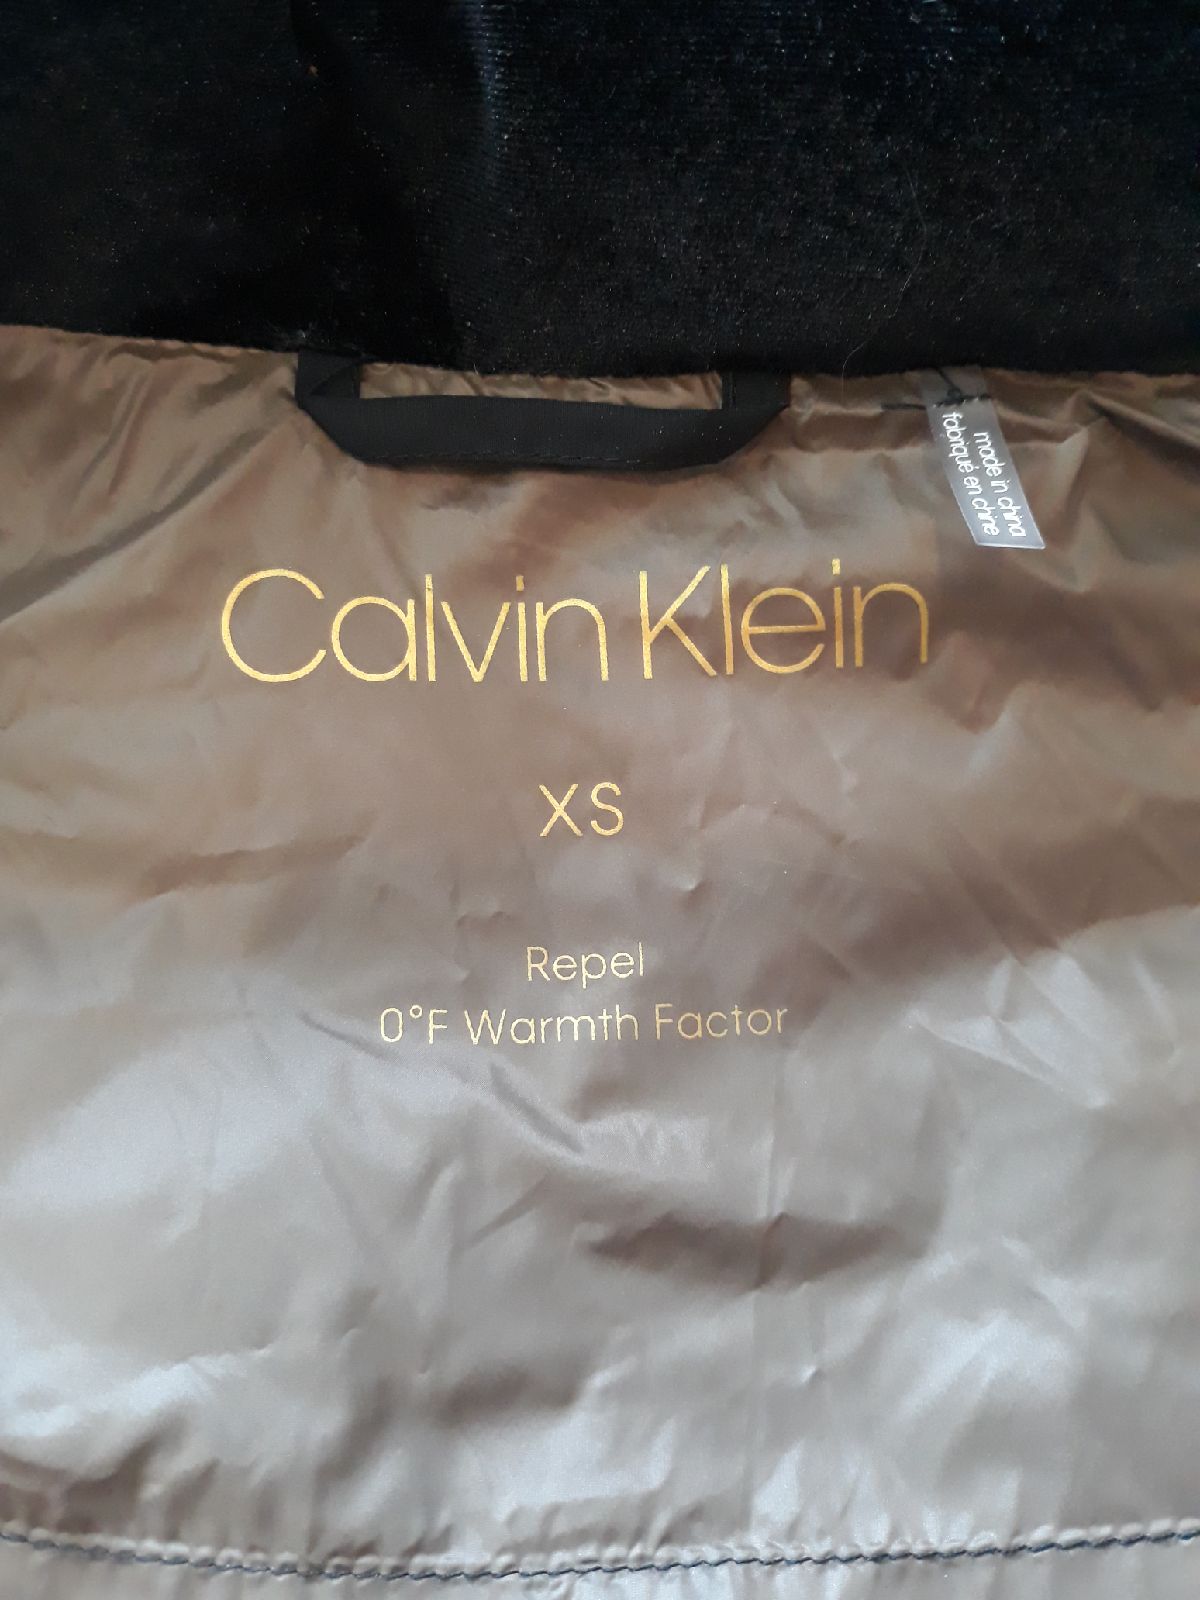 made in china
fabriqué en chine
Calvin Klein
XS
Repel
0°F Warmth Factor